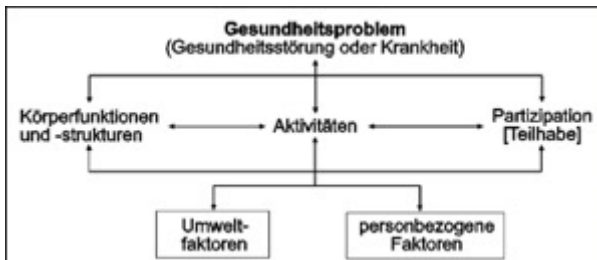 Gesundheitsproblem
(Gesundheitsstörung oder Krankheit)
Körperfunktionen
und -strukturen
Aktivitäten
Partizipation
[Teilhabe]
Umwelt-
faktoren
personbezogene
Faktoren